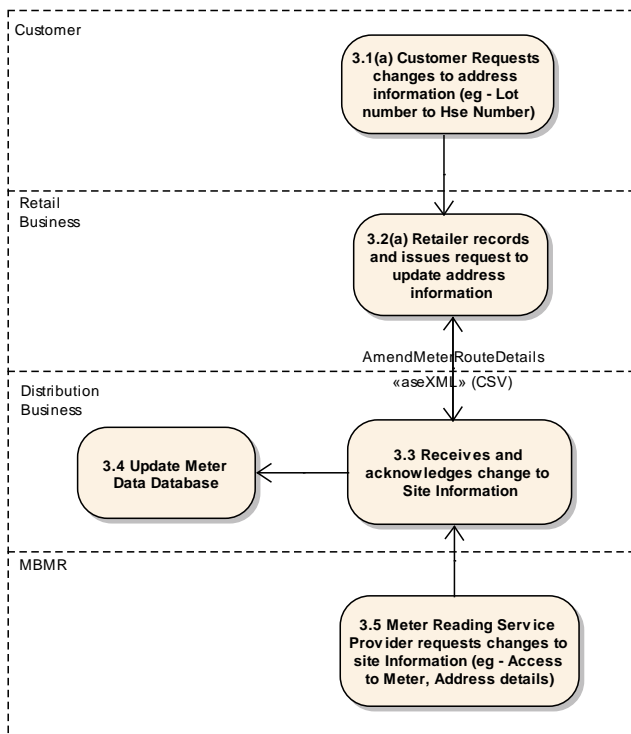 Customer
3.1(a) Customer Requests
changes to address
information (eg - Lot
number to Hse Number)
Retail
Business
3.2(a) Retailer records
and issues request to
update address
information
AmendMeterRouteDetails
«aseXML» (CSV)
Distribution
Business
3.4 Update Meter
Data Database
3.3 Receives and
acknowledges change to
Site Information
MBMR
3.5 Meter Reading Service
Provider requests changes to
site Information (eg - Access
to Meter, Address details)